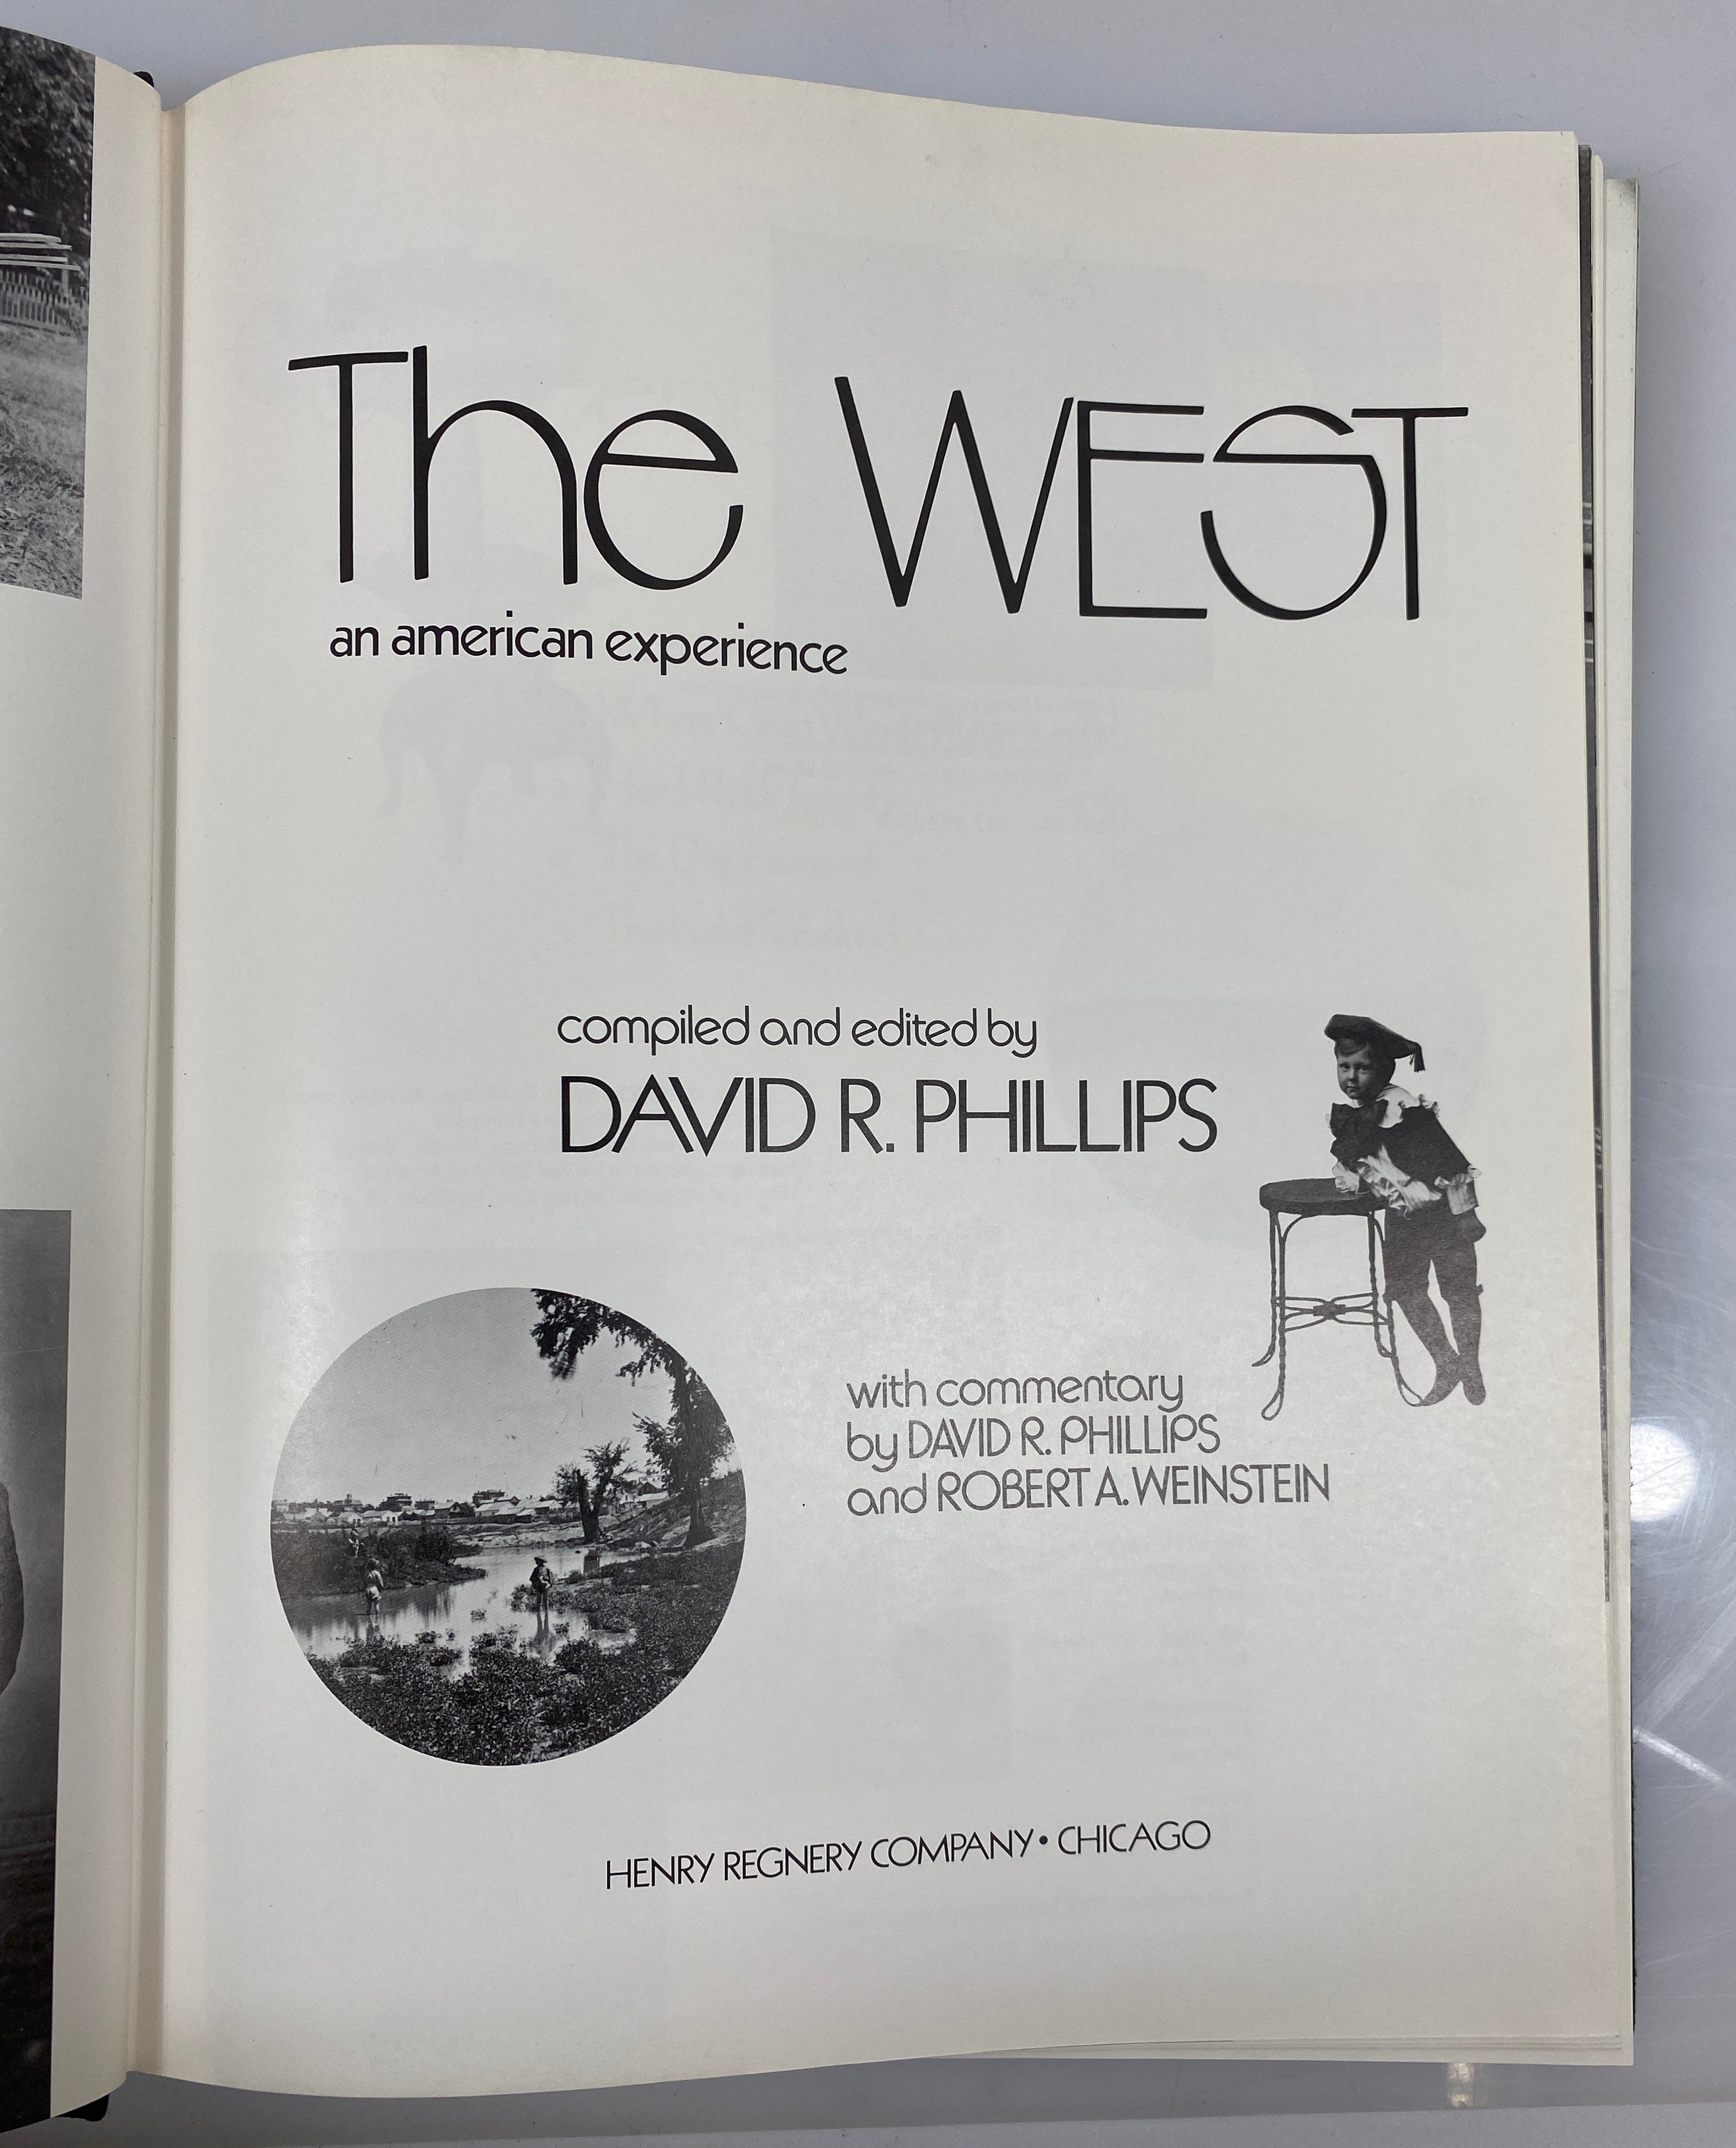 The WEST
an american experience
compiled and edited by
DAVID R. PHILLIPS
with commentary
by DAVID R. PHILLIPS
and ROBERT A. WEINSTEIN
HENRY REGNERY COMPANY • CHICAGO